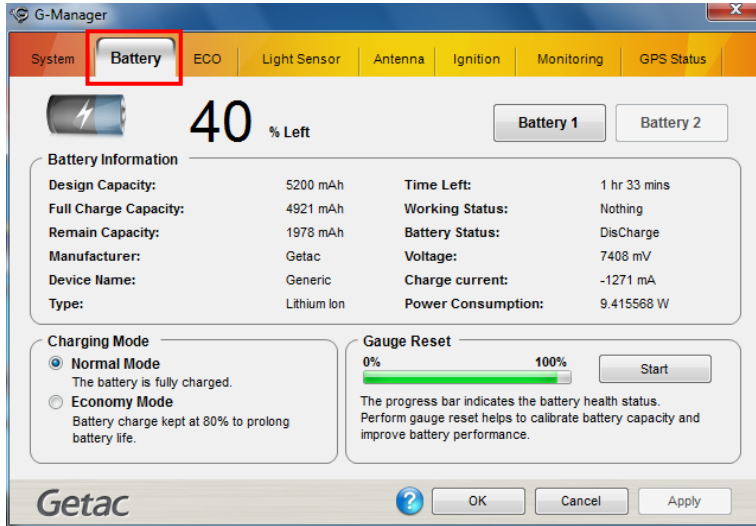 G-Manager
System Battery ECO Light Sensor Antenna Ignition Monitoring GPS Status
40 % Left Battery 1 Battery 2
Battery Information
Design Capacity: 5200 mAh Time Left: 1 hr 33 mins
Full Charge Capacity: 4921 mAh Working Status: Nothing
Remain Capacity: 1978 mAh Battery Status: DisCharge
Manufacturer: Getac Voltage: 7408 mV
Device Name: Generic Charge current: -1271 mA
Type: Lithium Ion Power Consumption: 9.415568 W
Charging Mode
Normal Mode
The battery is fully charged.
Economy Mode
Battery charge kept at 80% to prolong
battery life.
Gauge Reset
0% 100%
Start
The progress bar indicates the battery health status.
Perform gauge reset helps to calibrate battery capacity and
improve battery performance.
Getac ? OK Cancel Apply